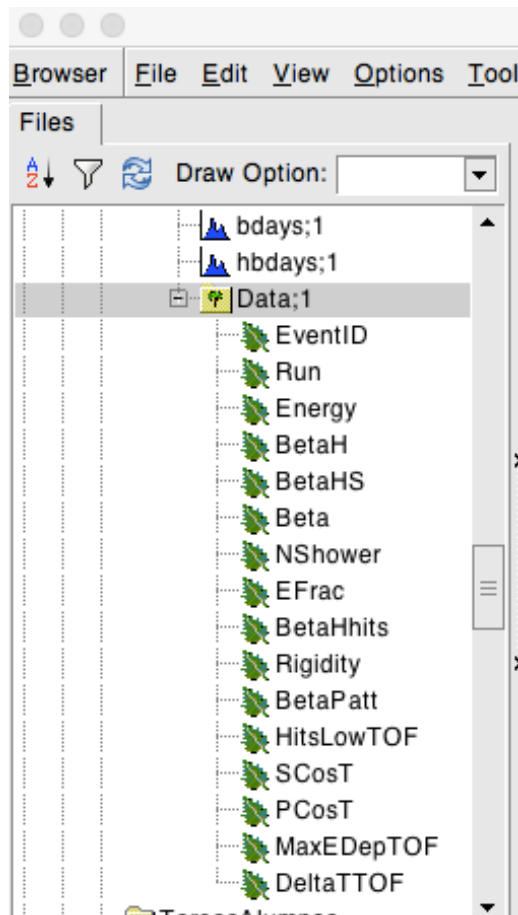 Browser File Edit View Options Tool
Files
Draw Option:
bdays;1
hbdays;1
Data;1
EventID
Run
Energy
BetaH
BetaHS
Beta
NShower
EFrac
BetaHhits
Rigidity
BetaPatt
HitsLowTOF
SCosT
PCosT
MaxEDepTOF
DeltaTTOF